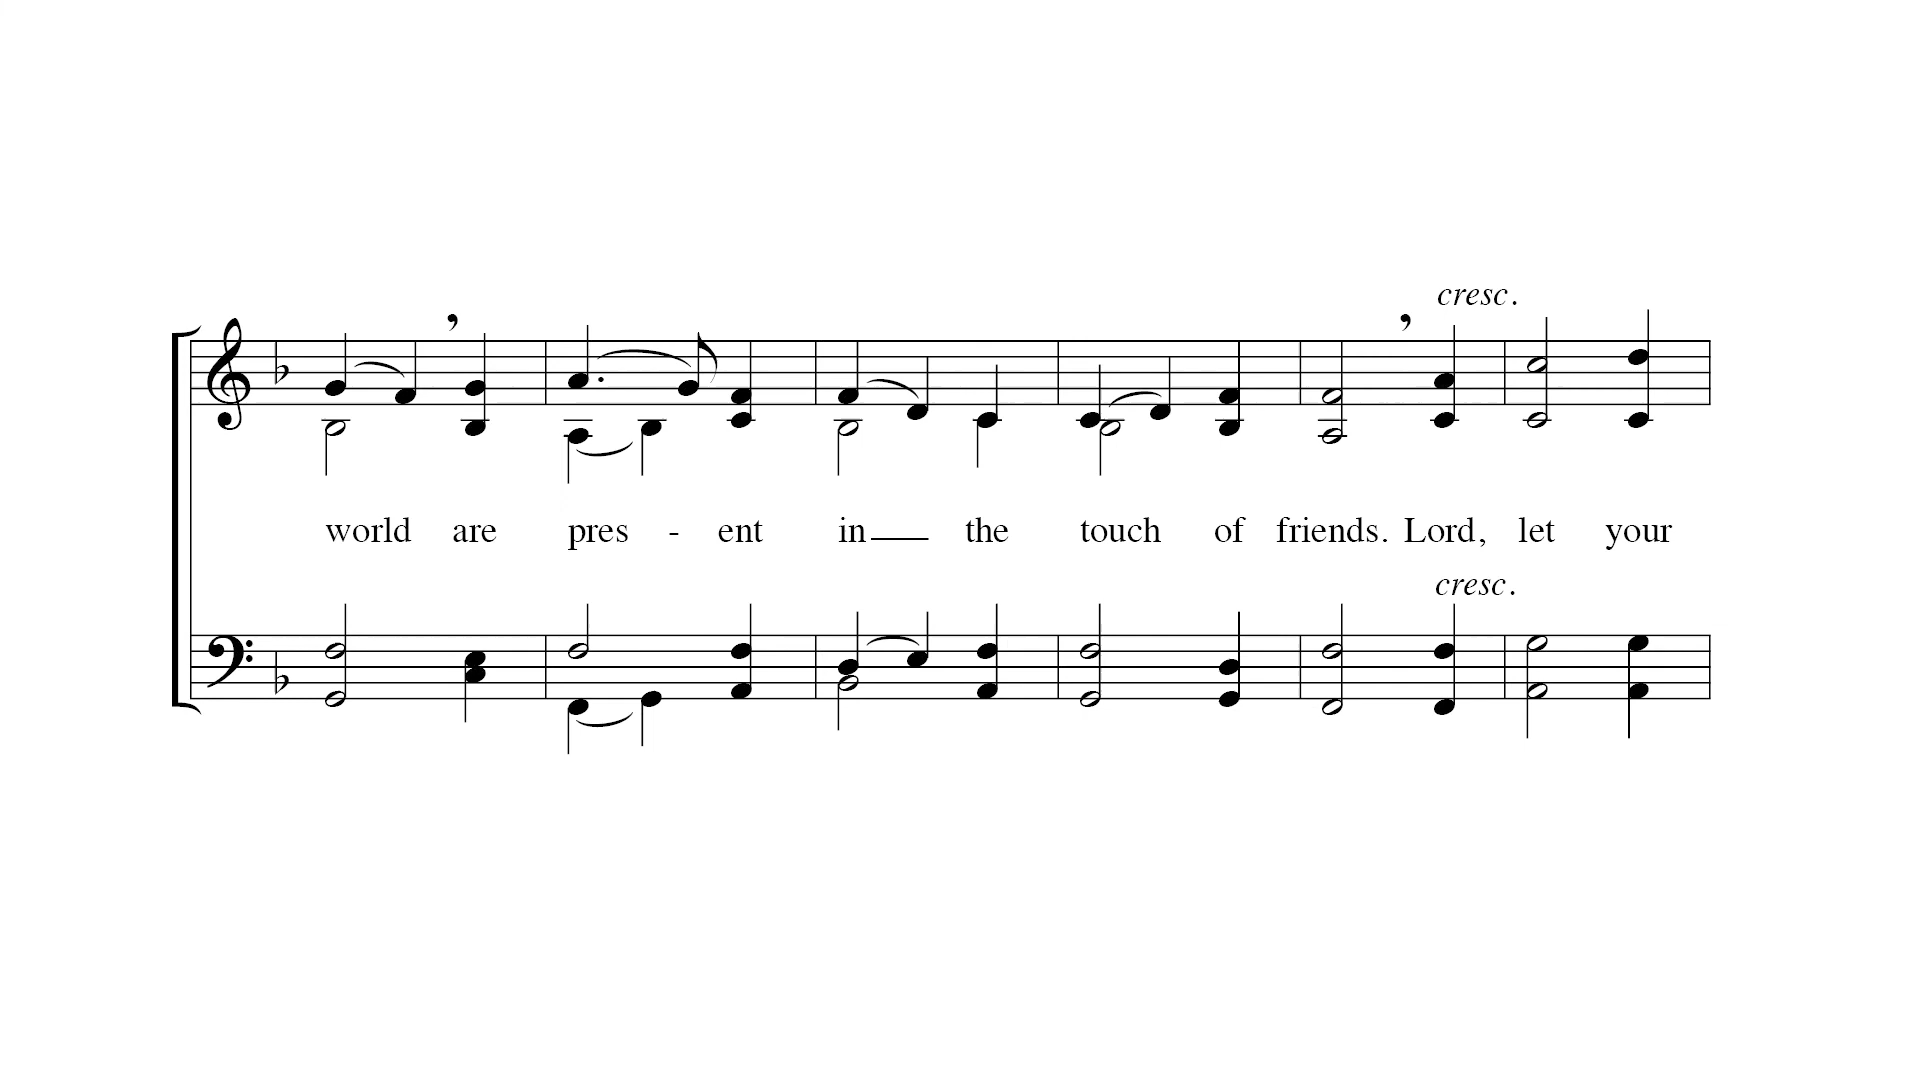 cresc.
world are pres - ent in the touch of friends. Lord, let your
cresc.